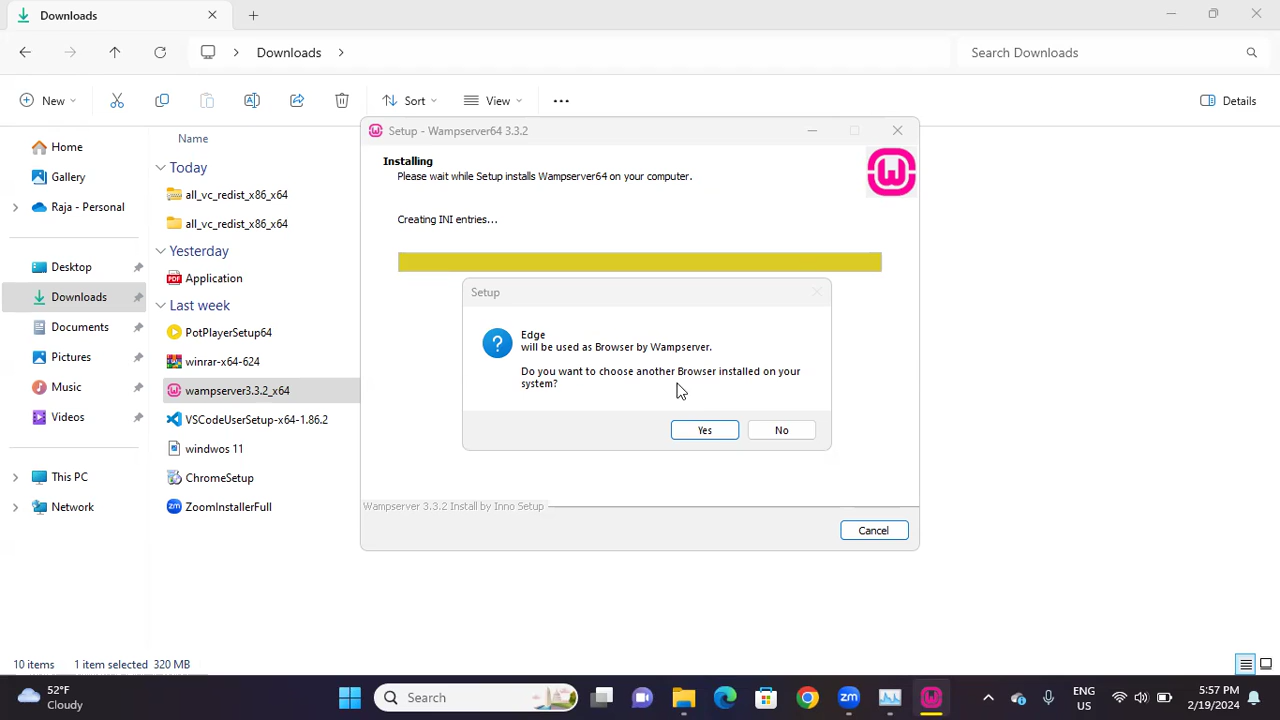 Downloads
Downloads
Search Downloads
New
Sort
View
Details
Home
Gallery
Raja - Personal
Desktop
Downloads
Documents
Pictures
Music
Videos
This PC
Network
Name
Today
all_vc_redist_x86_x64
all_vc_redist_x86_x64
Yesterday
Application
Last week
PotPlayerSetup64
winrar-x64-624
wampserver3.3.2_x64
VSCodeUserSetup-x64-1.86.2
windwos 11
ChromeSetup
ZoomInstallerFull
Setup - Wampserver64 3.3.2
Installing
Please wait while Setup installs Wampserver64 on your computer.
Creating INI entries...
Setup
Edge
will be used as Browser by Wampserver.
Do you want to choose another Browser installed on your
system?
Yes
No
Wampserver 3.3.2 Install by Inno Setup
Cancel
10 items
1 item selected 320 MB
52°F
Cloudy
Search
zm
ENG
US
5:57 PM
2/19/2024